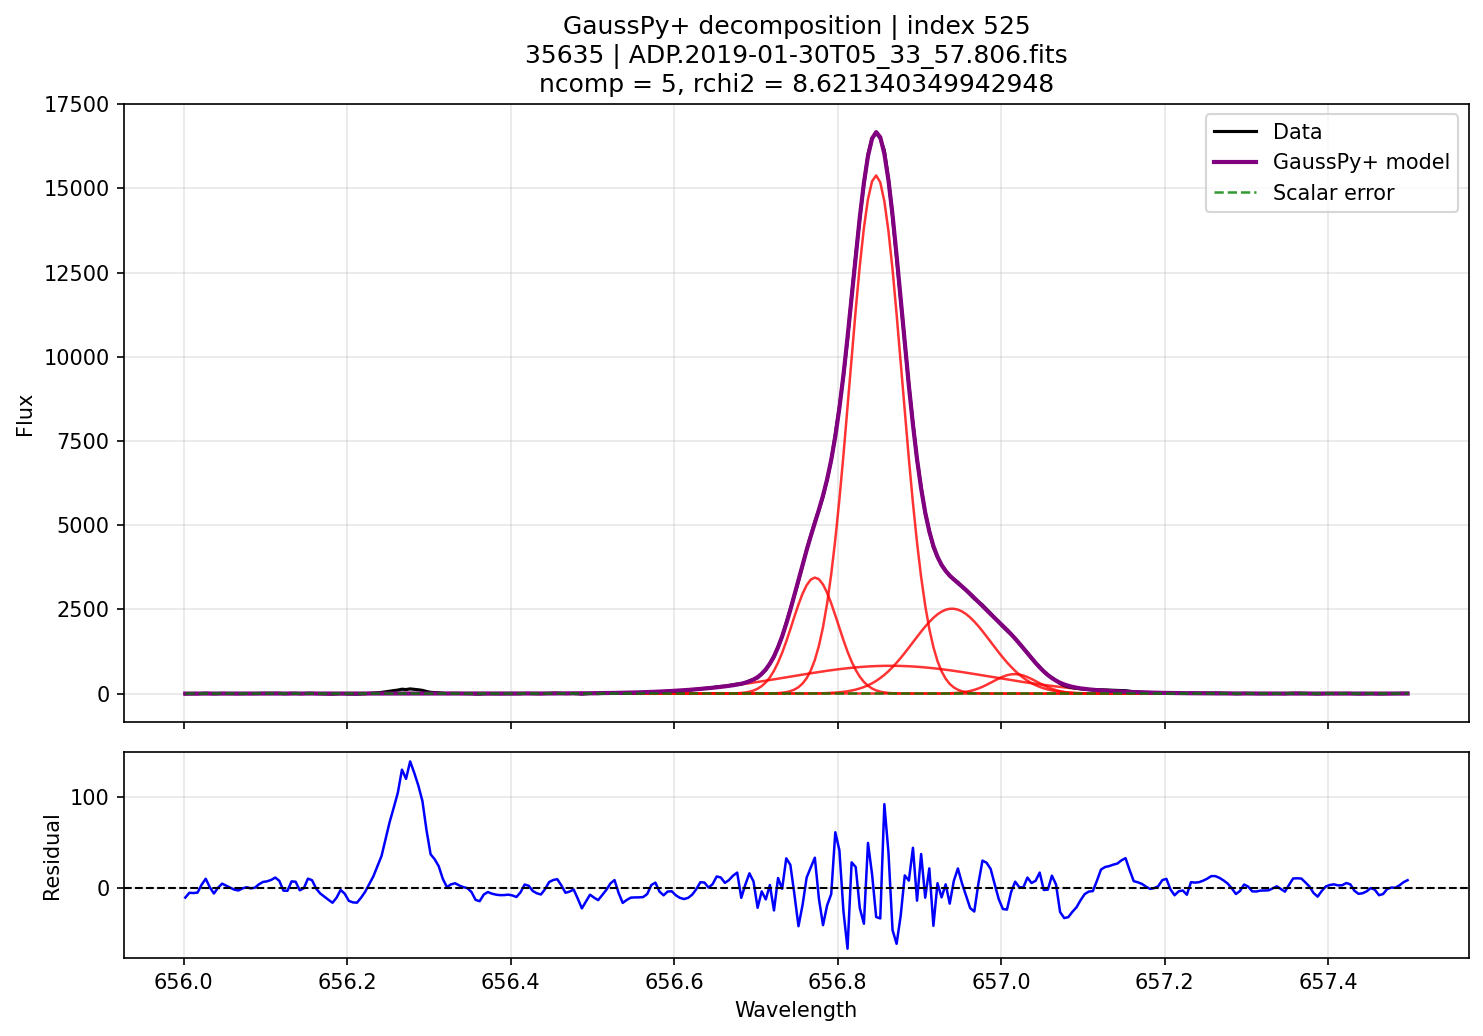 GaussPy+ decomposition | index 525
35635 | ADP.2019-01-30T05_33_57.806.fits
ncomp = 5, rchi2 = 8.621340349942948
17500
15000
12500
10000
7500
5000
2500
0
Flux
Data
GaussPy+ model
Scalar error
100
0
Residual
656.0
656.2
656.4
656.6
656.8
657.0
657.2
657.4
Wavelength